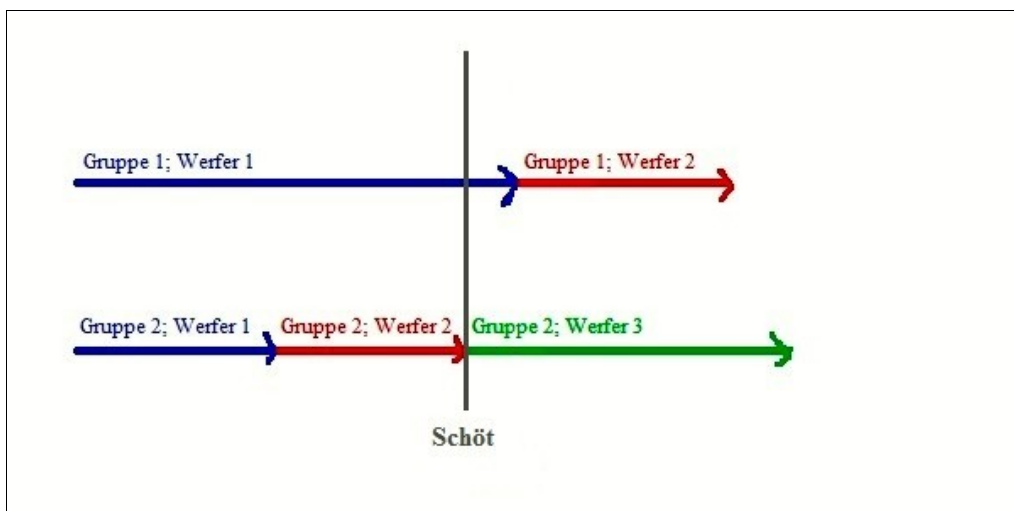 Gruppe 1; Werfer 1
Gruppe 1; Werfer 2
Gruppe 2; Werfer 1
Gruppe 2; Werfer 2
Gruppe 2; Werfer 3
Schöt